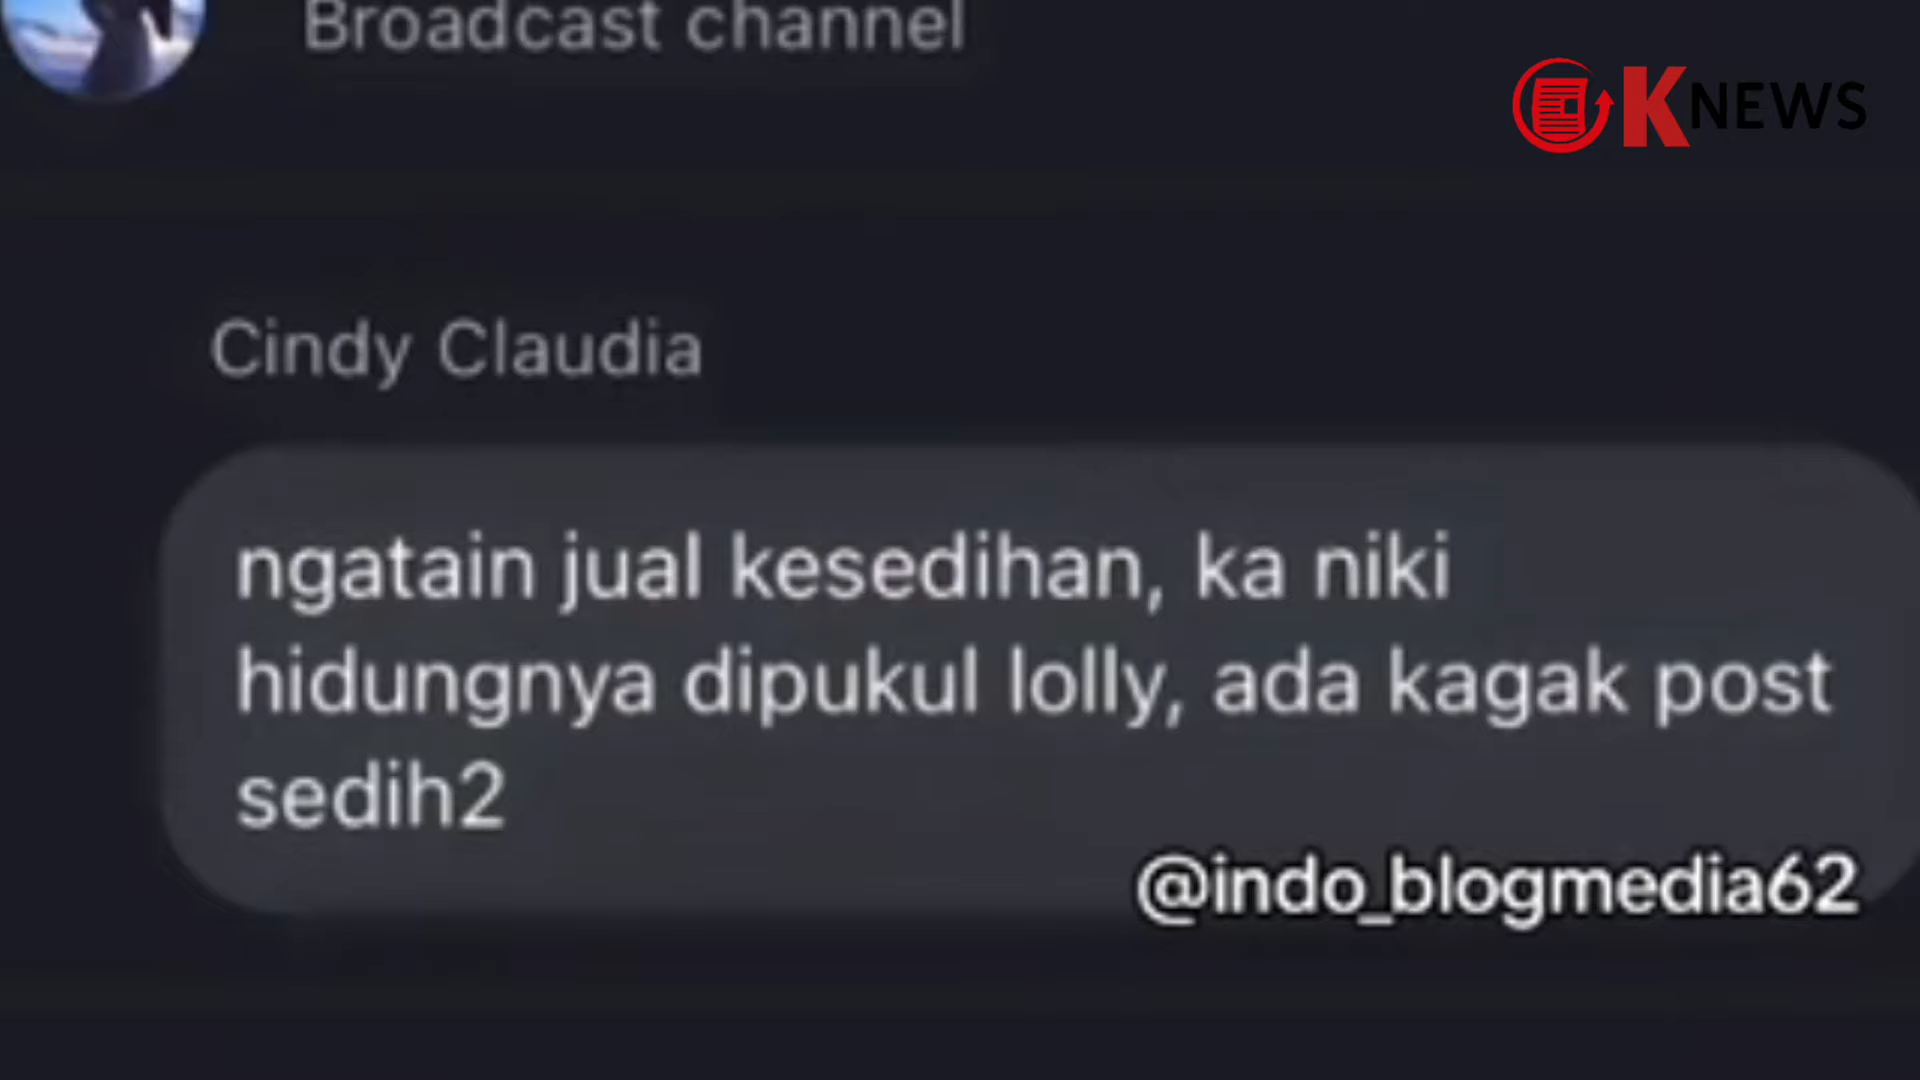 Broadcast channel
KNEWS
Cindy Claudia
ngatain jual kesedihan, ka niki
hidungnya dipukul lolly, ada kagak post
sedih2
@indo_blogmedia62